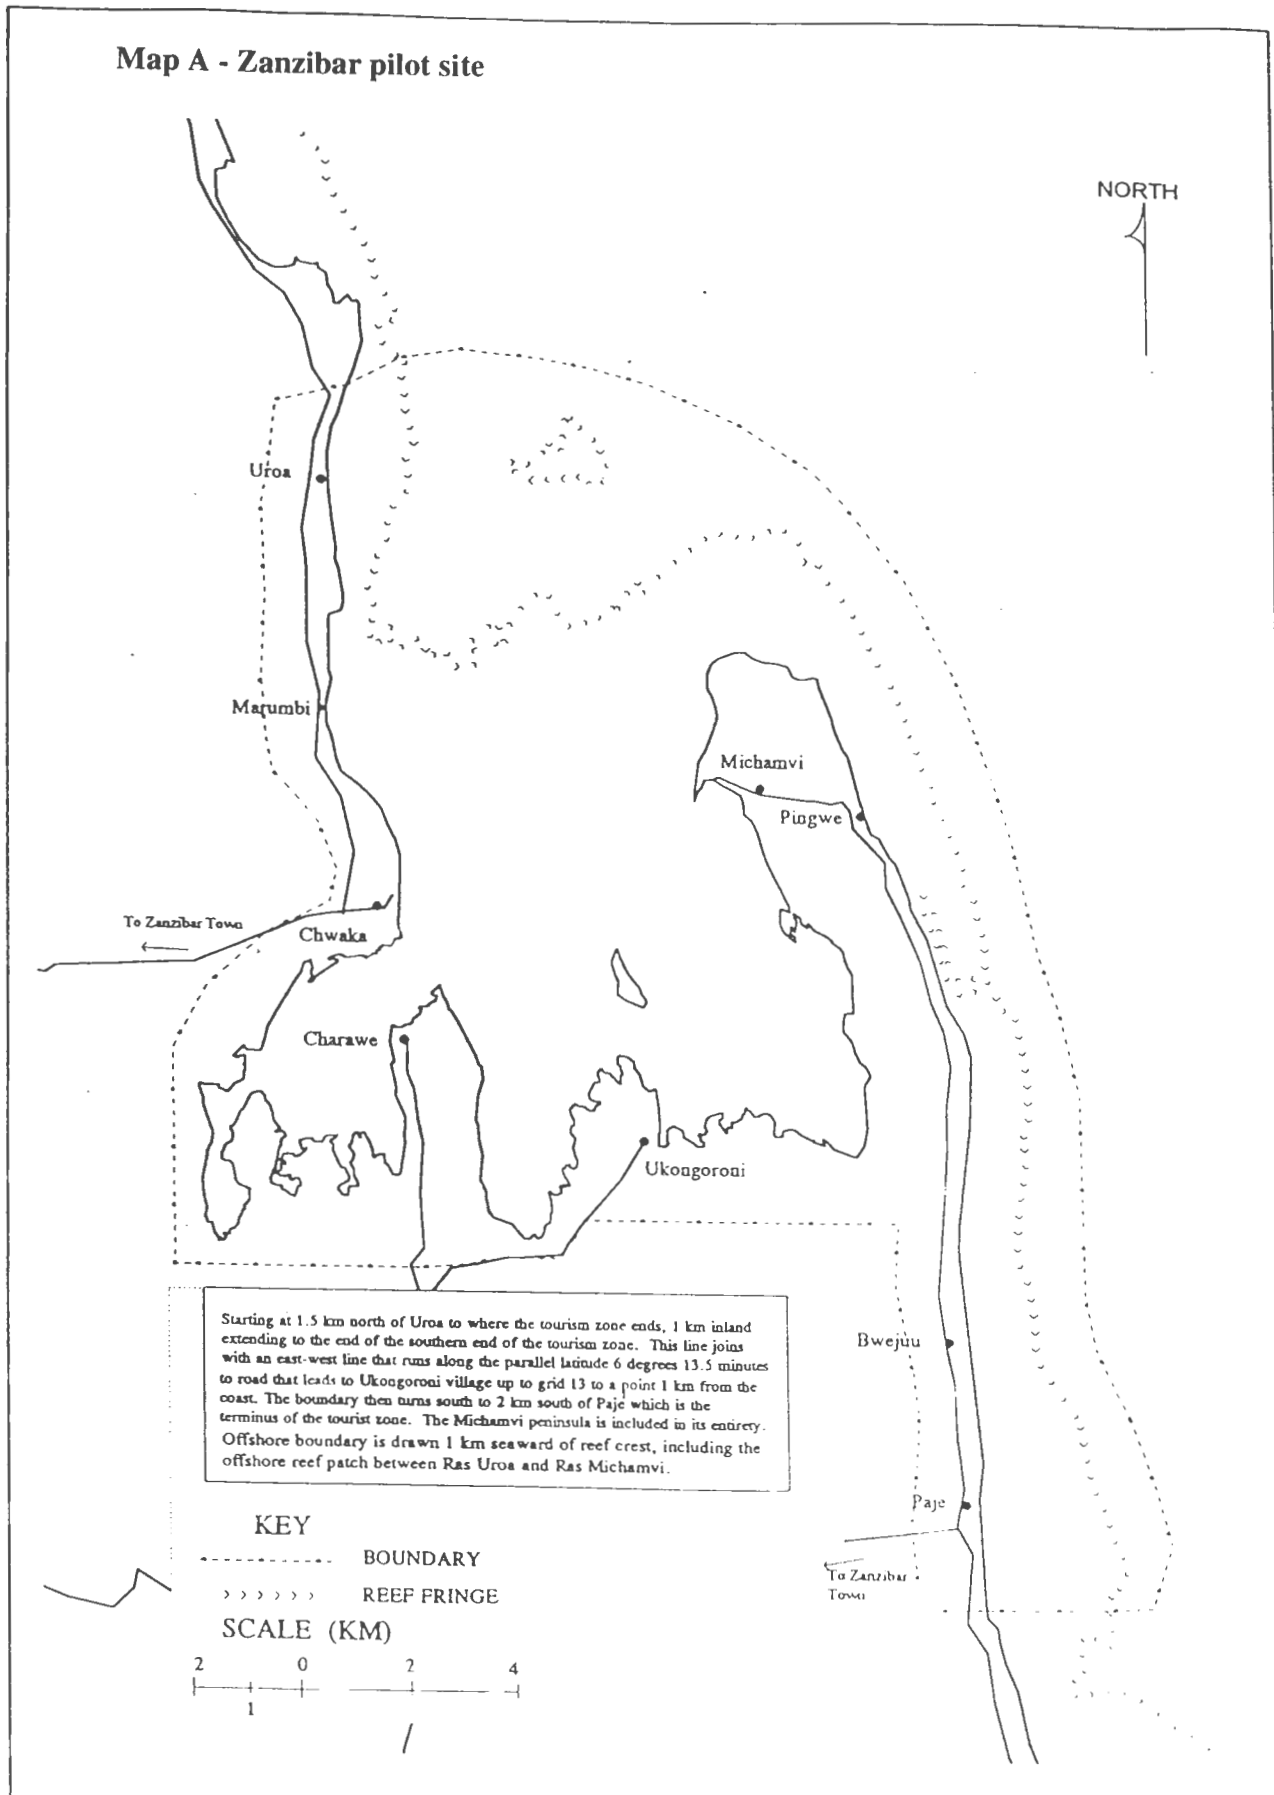 Map A - Zanzibar pilot site
NORTH
Uroa
Marumbi
Michamvi
Pingwe
To Zanzibar Town
Chwaka
Charawe
Ukongoroni
Starting at 1.5 km north of Uroa to where the tourism zone ends, 1 km inland
extending to the end of the southern end of the tourism zone. This line joins
with an east-west line that runs along the parallel latitude 6 degrees 13.5 minutes
to road that leads to Ukongoroni village up to grid 13 to a point 1 km from the
coast. The boundary then turns south to 2 km south of Paje which is the
terminus of the tourist zone. The Michamvi peninsula is included in its entirety.
Offshore boundary is drawn 1 km seaward of reef crest, including the
offshore reef patch between Ras Uroa and Ras Michamvi.
Bwejuu
Paje
To Zanzibar
Town
KEY
BOUNDARY
REEF FRINGE
SCALE (KM)
2 0 2 4
1